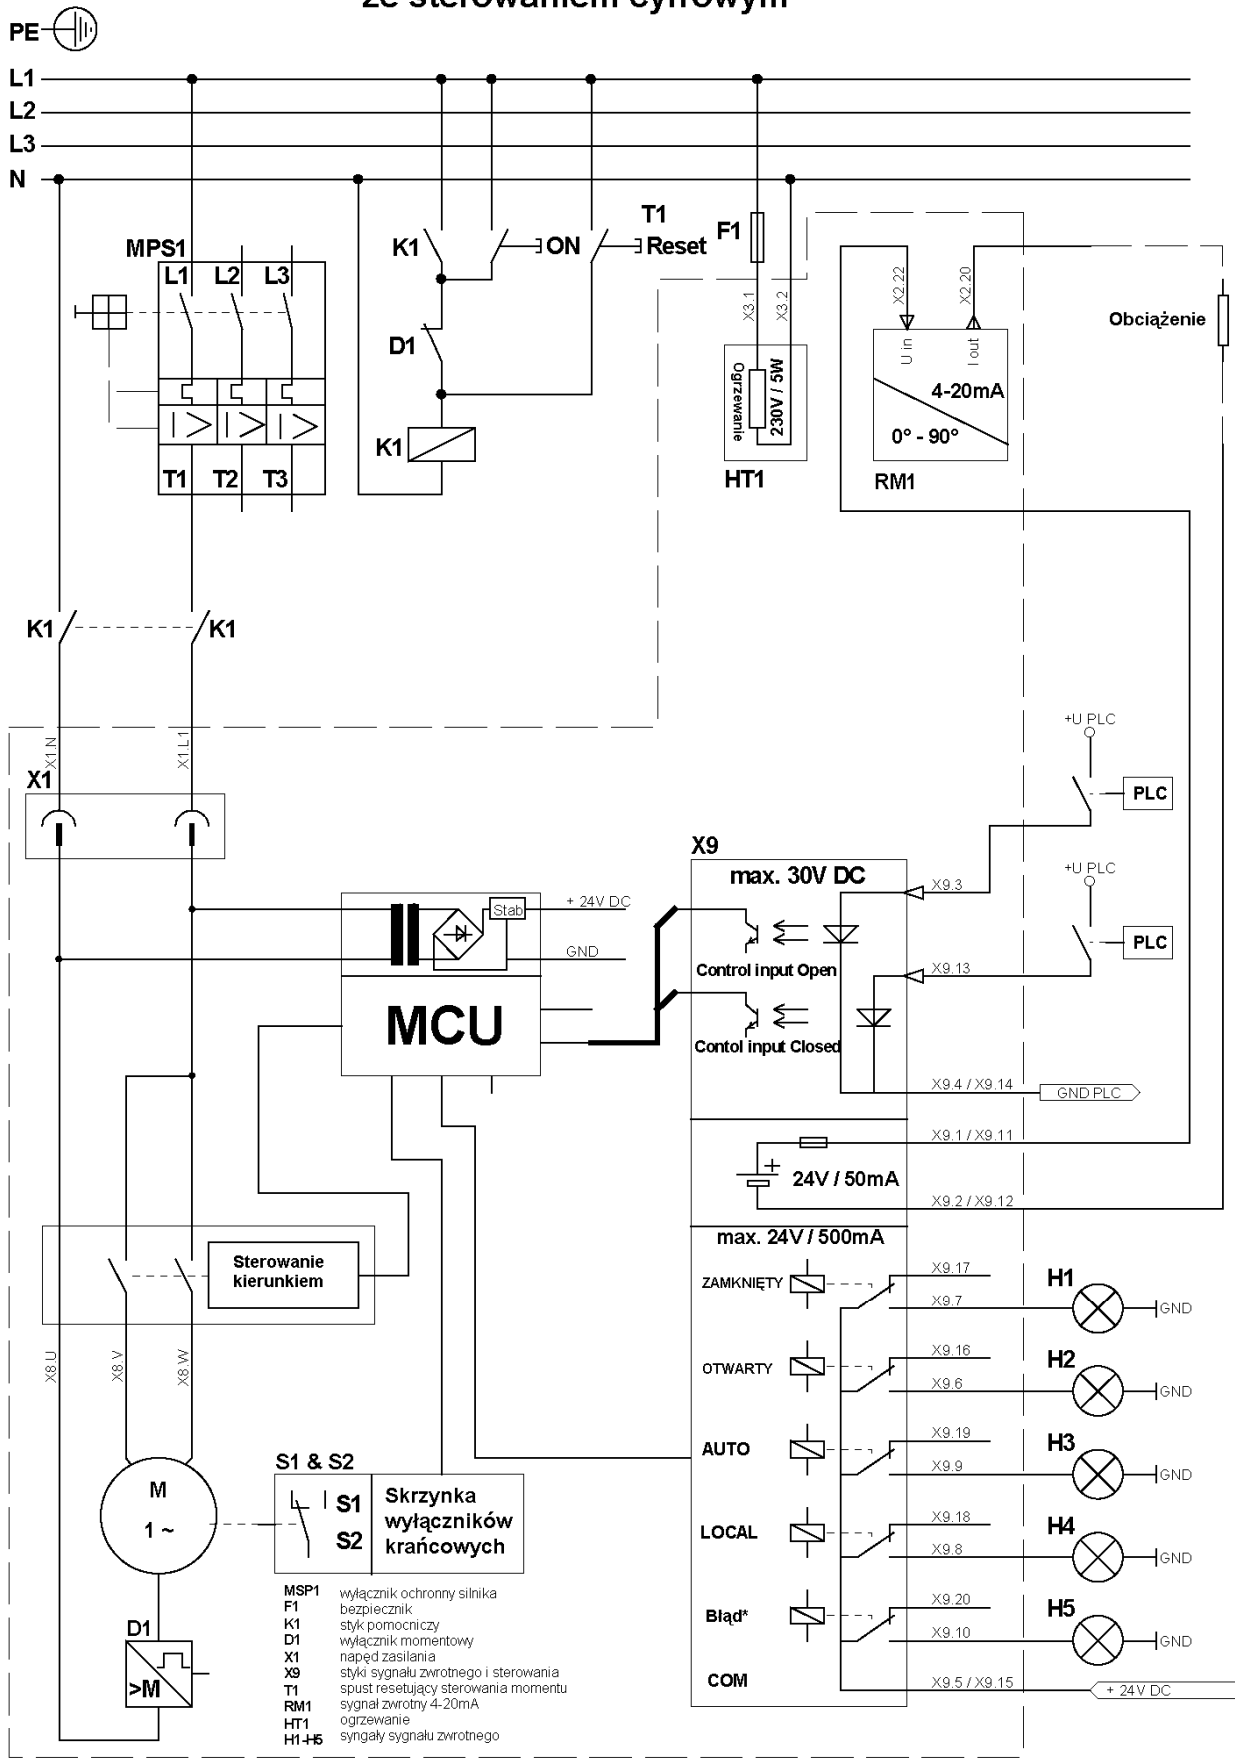 ze sterowaniem cyfrowym
PE
L1
L2
L3
N
MPS1
L1 L2 L3
T1 T2 T3
K1
ON
T1
Reset
D1
K1
F1
X3.1
X3.2
Ogrzewanie
230V / 5W
HT1
X2.22
X2.20
U in
I out
4-20mA
0° - 90°
RM1
Obciążenie
K1
K1
X1.N
X1.L1
X1
+U PLC
PLC
+U PLC
PLC
X9
max. 30V DC
X9.3
Control input Open
X9.13
Contol input Closed
X9.4 / X9.14
GND PLC
Stab
+ 24V DC
GND
MCU
X9.1 / X9.11
24V / 50mA
X9.2 / X9.12
max. 24V / 500mA
Sterowanie
kierunkiem
X8.U
X8.V
X8.W
ZAMKNIĘTY
X9.17
X9.7
H1
GND
OTWARTY
X9.16
X9.6
H2
GND
AUTO
X9.19
X9.9
H3
GND
LOCAL
X9.18
X9.8
H4
GND
Błąd*
X9.20
X9.10
H5
GND
COM
X9.5 / X9.15
+ 24V DC
M
1 ~
S1 & S2
S1
S2
Skrzynka
wyłączników
krańcowych
D1
>M
MSP1 wyłącznik ochronny silnika
F1 bezpiecznik
K1 styk pomocniczy
D1 wyłącznik momentowy
X1 napęd zasilania
X9 styki sygnału zwrotnego i sterowania
T1 spust resetujący sterowania momentu
RM1 sygnał zwrotny 4-20mA
HT1 ogrzewanie
H1-H5 syngały sygnału zwrotnego